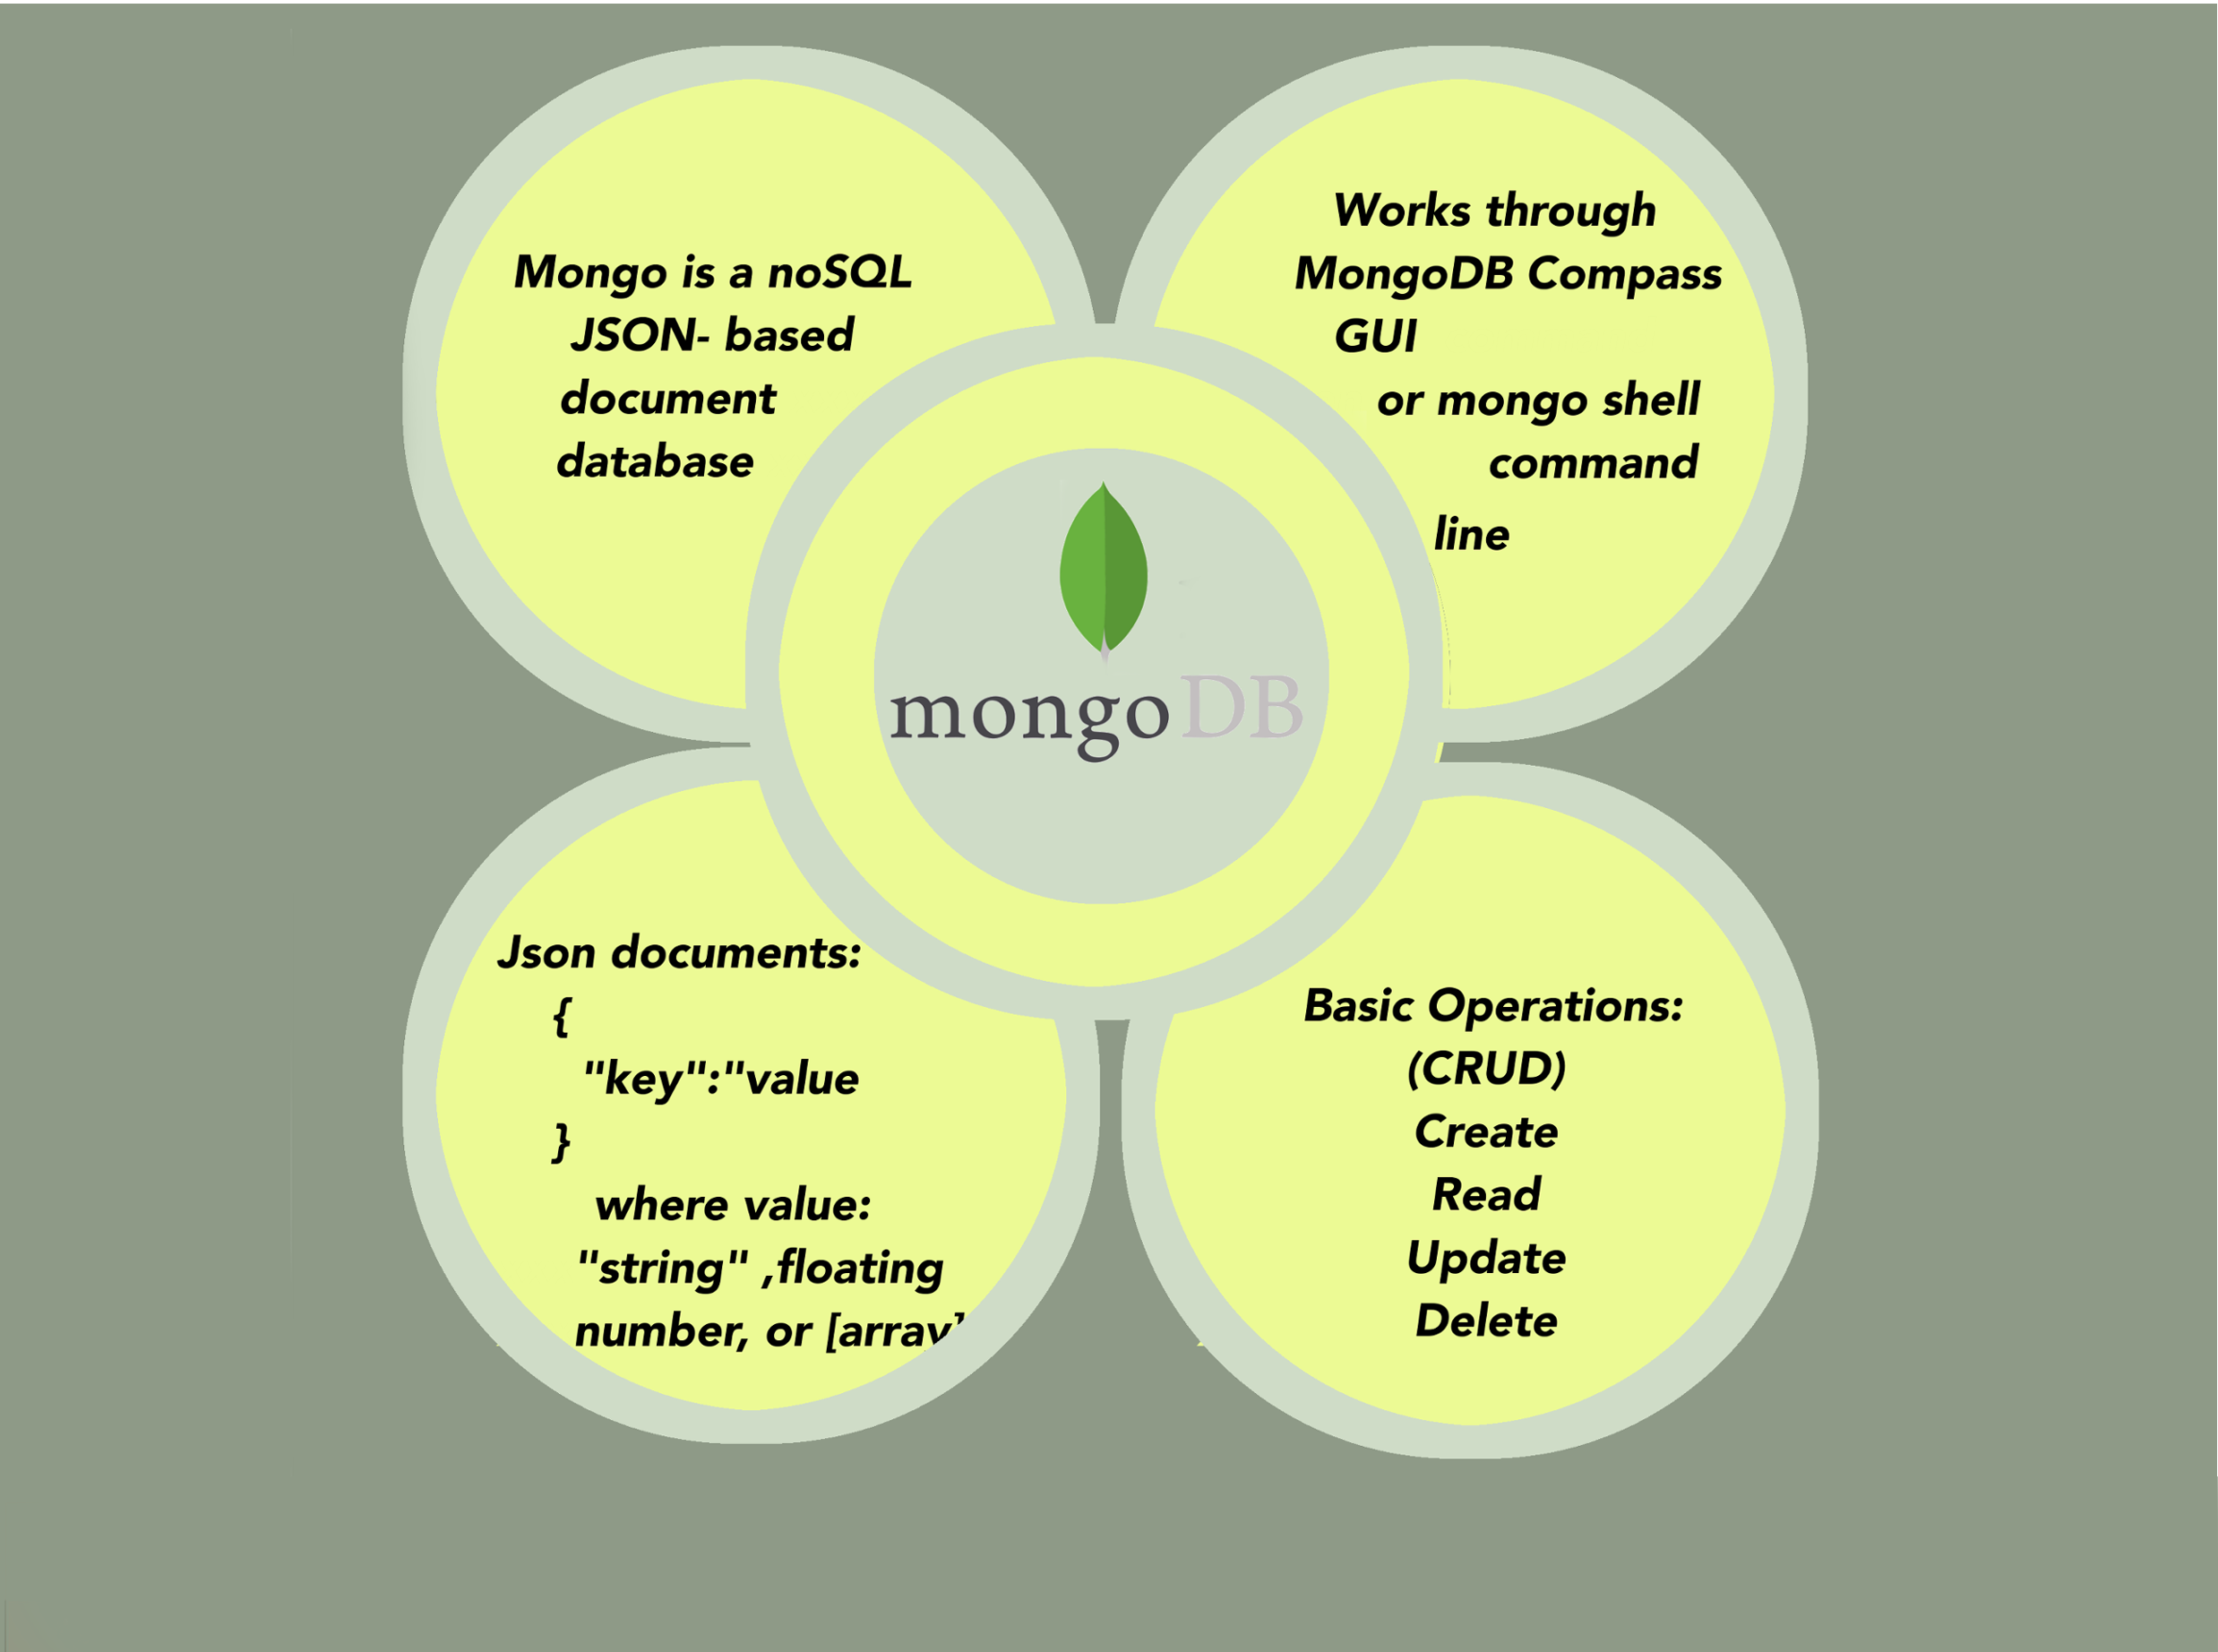 Mongo is a noSQL
JSON- based
document
database
Works through
MongoDB Compass
GUI
or mongo shell
command
line
mongoDB
Json documents:
{
"key":"value
}
where value:
"string" ,floating
number, or [array]
Basic Operations:
(CRUD)
Create
Read
Update
Delete